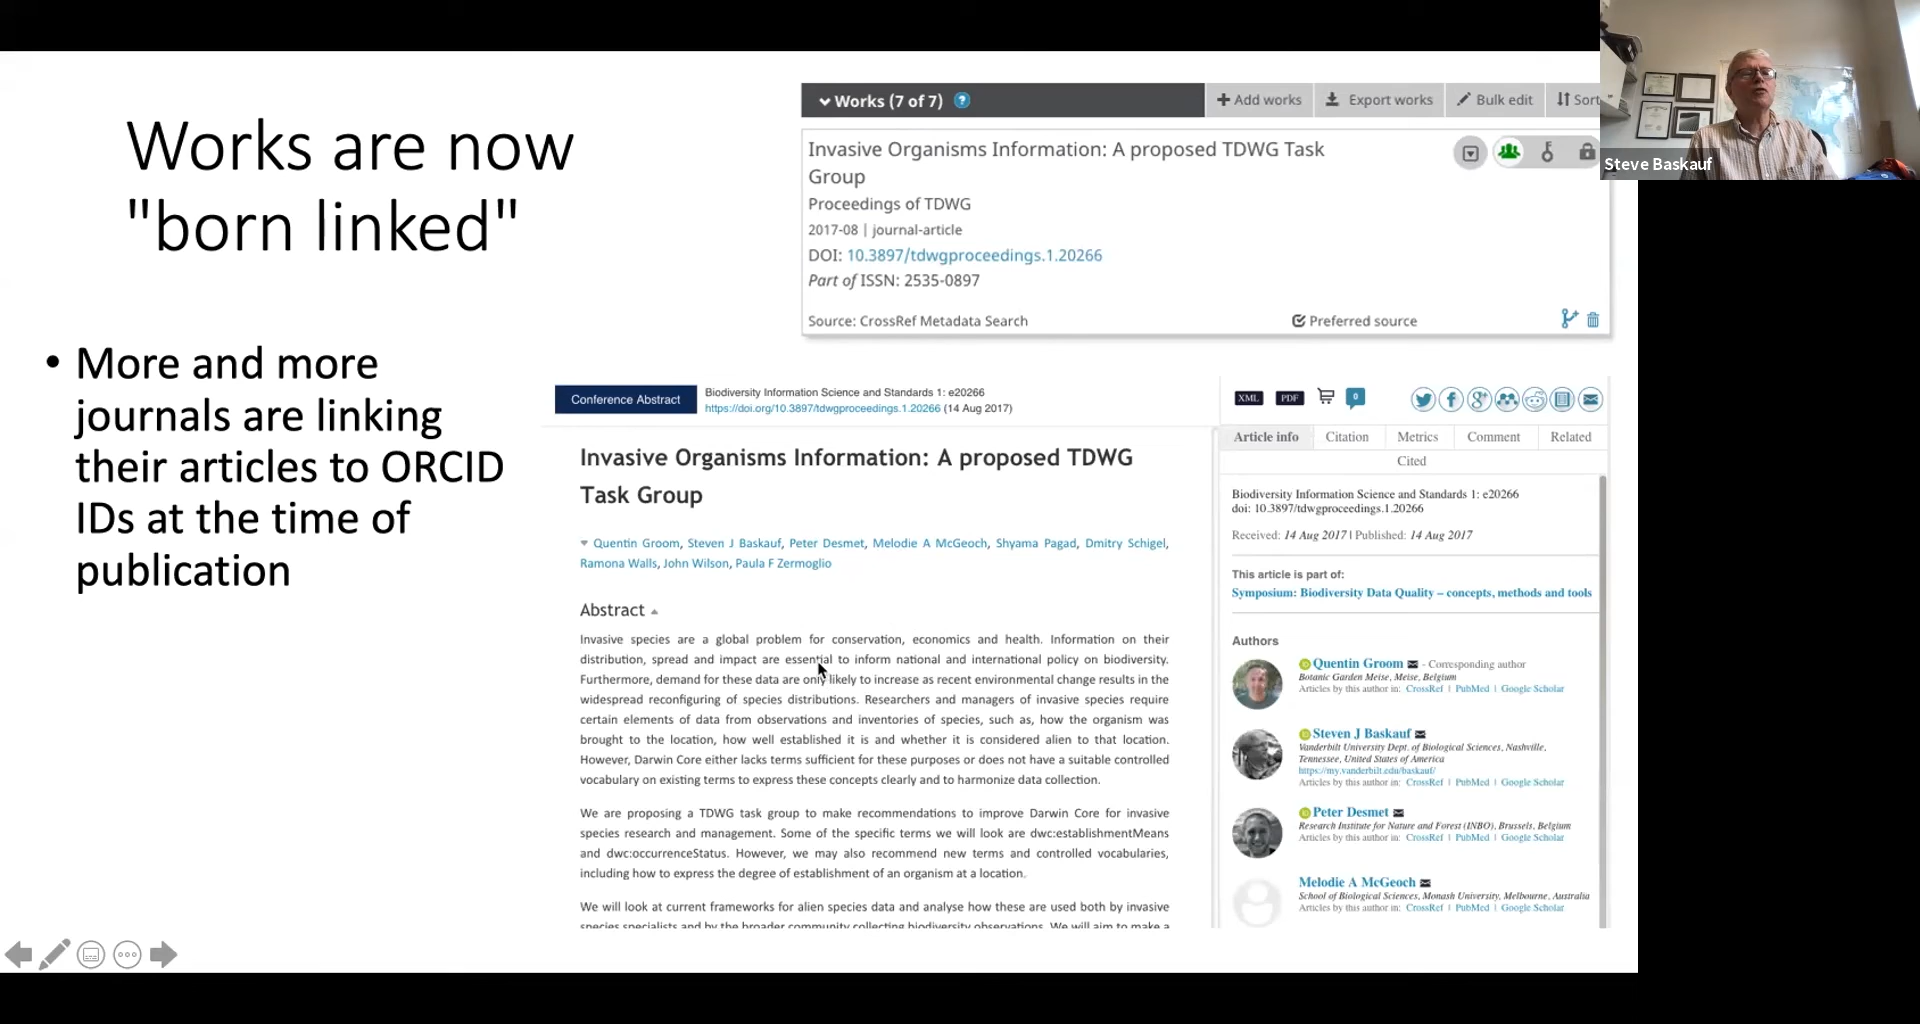 Works are now
"born linked"
• More and more
journals are linking
their articles to ORCID
IDs at the time of
publication
Works (7 of 7) ?
Add works
Export works
Bulk edit
Sort
Invasive Organisms Information: A proposed TDWG Task
Group
Proceedings of TDWG
2017-08 | journal-article
DOI: 10.3897/tdwgproceedings.1.20266
Part of ISSN: 2535-0897
Source: CrossRef Metadata Search
Preferred source
Steve Baskauf
Conference Abstract
Biodiversity Information Science and Standards 1: e20266
https://doi.org/10.3897/tdwgproceedings.1.20266 (14 Aug 2017)
Invasive Organisms Information: A proposed TDWG
Task Group
Quentin Groom, Steven J Baskauf, Peter Desmet, Melodie A McGeoch, Shyama Pagad, Dmitry Schigel,
Ramona Walls, John Wilson, Paula F Zermoglio
Abstract
Invasive species are a global problem for conservation, economics and health. Information on their
distribution, spread and impact are essential to inform national and international policy on biodiversity.
Furthermore, demand for these data are only likely to increase as recent environmental change results in the
widespread reconfiguring of species distributions. Researchers and managers of invasive species require
certain elements of data from observations and inventories of species, such as, how the organism was
brought to the location, how well established it is and whether it is considered alien to that location.
However, Darwin Core either lacks terms sufficient for these purposes or does not have a suitable controlled
vocabulary on existing terms to express these concepts clearly and to harmonize data collection.
We are proposing a TDWG task group to make recommendations to improve Darwin Core for invasive
species research and management. Some of the specific terms we will look are dwc:establishmentMeans
and dwc:occurrenceStatus. However, we may also recommend new terms and controlled vocabularies,
including how to express the degree of establishment of an organism at a location.
We will look at current frameworks for alien species data and analyse how these are used both by invasive
species specialists and by the broader community collecting biodiversity observations. We will aim to make a
XML
PDF
0
Article info
Citation
Metrics
Comment
Related
Cited
Biodiversity Information Science and Standards 1: e20266
doi: 10.3897/tdwgproceedings.1.20266
Received: 14 Aug 2017 | Published: 14 Aug 2017
This article is part of:
Symposium: Biodiversity Data Quality – concepts, methods and tools
Authors
iD Quentin Groom - Corresponding author
Botanic Garden Meise, Meise, Belgium
Articles by this author in: CrossRef | PubMed | Google Scholar
iD Steven J Baskauf
Vanderbilt University Dept. of Biological Sciences, Nashville,
Tennessee, United States of America
https://my.vanderbilt.edu/baskauf/
Articles by this author in: CrossRef | PubMed | Google Scholar
iD Peter Desmet
Research Institute for Nature and Forest (INBO), Brussels, Belgium
Articles by this author in: CrossRef | PubMed | Google Scholar
Melodie A McGeoch
School of Biological Sciences, Monash University, Melbourne, Australia
Articles by this author in: CrossRef | PubMed | Google Scholar